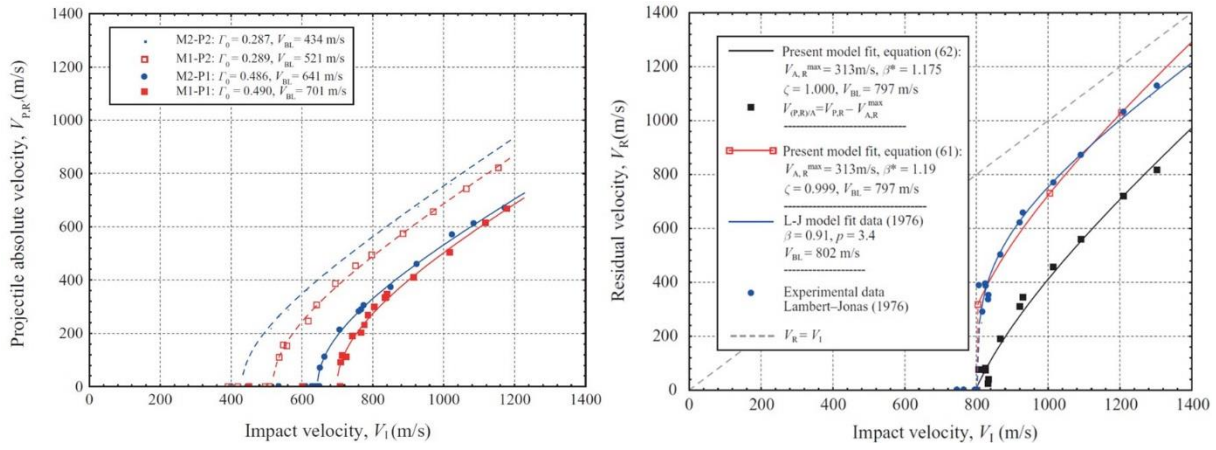 1400
1200
1000
800
600
400
200
0
Projectile absolute velocity, V_P,R, (m/s)
M2-P2: Γ_0 = 0.287, V_BL = 434 m/s
M1-P2: Γ_0 = 0.289, V_BL = 521 m/s
M2-P1: Γ_0 = 0.486, V_BL = 641 m/s
M1-P1: Γ_0 = 0.490, V_BL = 701 m/s
0 200 400 600 800 1000 1200 1400
Impact velocity, V_I (m/s)
1400
1200
1000
800
600
400
200
0
Residual velocity, V_R (m/s)
Present model fit, equation (62):
V_A, R^max = 313m/s, β* = 1.175
ζ = 1.000, V_BL = 797 m/s
V_(P,R)/A = V_P,R − V_A,R^max
Present model fit, equation (61):
V_A, R^max = 313m/s, β* = 1.19
ζ = 0.999, V_BL = 797 m/s
L-J model fit data (1976)
β = 0.91, p = 3.4
V_BL = 802 m/s
Experimental data
Lambert–Jonas (1976)
V_R = V_I
0 200 400 600 800 1000 1200 1400
Impact velocity, V_I (m/s)